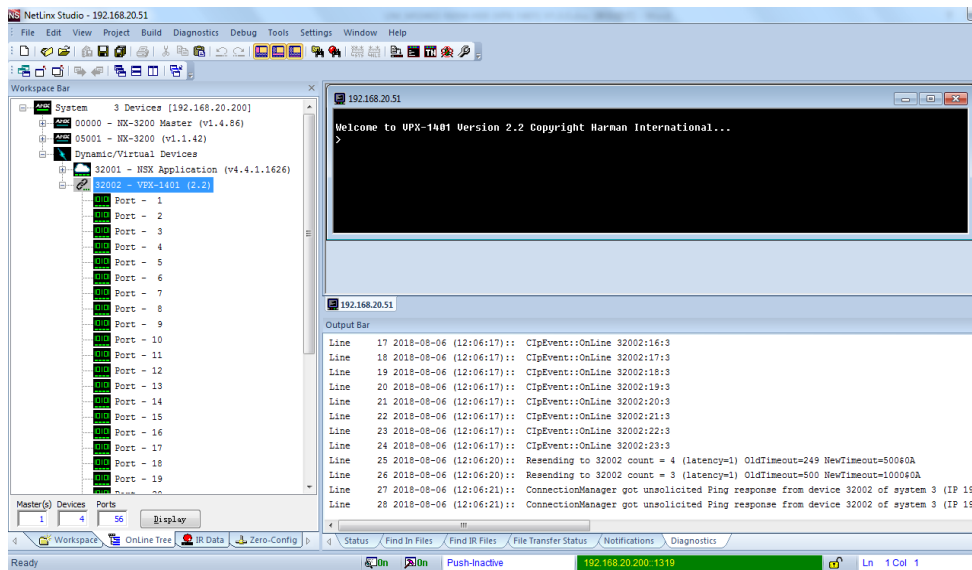 NS NetLinx Studio - 192.168.20.51
File Edit View Project Build Diagnostics Debug Tools Settings Window Help
Workspace Bar
System 3 Devices [192.168.20.200]
00000 - NX-3200 Master (v1.4.86)
05001 - NX-3200 (v1.1.42)
Dynamic/Virtual Devices
32001 - NSX Application (v4.4.1.1626)
32002 - VPX-1401 (2.2)
Port - 1
Port - 2
Port - 3
Port - 4
Port - 5
Port - 6
Port - 7
Port - 8
Port - 9
Port - 10
Port - 11
Port - 12
Port - 13
Port - 14
Port - 15
Port - 16
Port - 17
Port - 18
Port - 19
Master(s) Devices Ports
1 4 56 Display
Workspace OnLine Tree IR Data Zero-Config
192.168.20.51
Welcome to VPX-1401 Version 2.2 Copyright Harman International...
>
192.168.20.51
Output Bar
Line 17 2018-08-06 (12:06:17):: CIpEvent::OnLine 32002:16:3
Line 18 2018-08-06 (12:06:17):: CIpEvent::OnLine 32002:17:3
Line 19 2018-08-06 (12:06:17):: CIpEvent::OnLine 32002:18:3
Line 20 2018-08-06 (12:06:17):: CIpEvent::OnLine 32002:19:3
Line 21 2018-08-06 (12:06:17):: CIpEvent::OnLine 32002:20:3
Line 22 2018-08-06 (12:06:17):: CIpEvent::OnLine 32002:21:3
Line 23 2018-08-06 (12:06:17):: CIpEvent::OnLine 32002:22:3
Line 24 2018-08-06 (12:06:17):: CIpEvent::OnLine 32002:23:3
Line 25 2018-08-06 (12:06:20):: Resending to 32002 count = 4 (latency=1) OldTimeout=249 NewTimeout=500$0A
Line 26 2018-08-06 (12:06:20):: Resending to 32002 count = 3 (latency=1) OldTimeout=500 NewTimeout=1000$0A
Line 27 2018-08-06 (12:06:21):: ConnectionManager got unsolicited Ping response from device 32002 of system 3 (IP 19
Line 28 2018-08-06 (12:06:21):: ConnectionManager got unsolicited Ping response from device 32002 of system 3 (IP 19
Status Find In Files Find IR Files File Transfer Status Notifications Diagnostics
Ready On On Push-Inactive 192.168.20.200::1319 Ln 1 Col 1